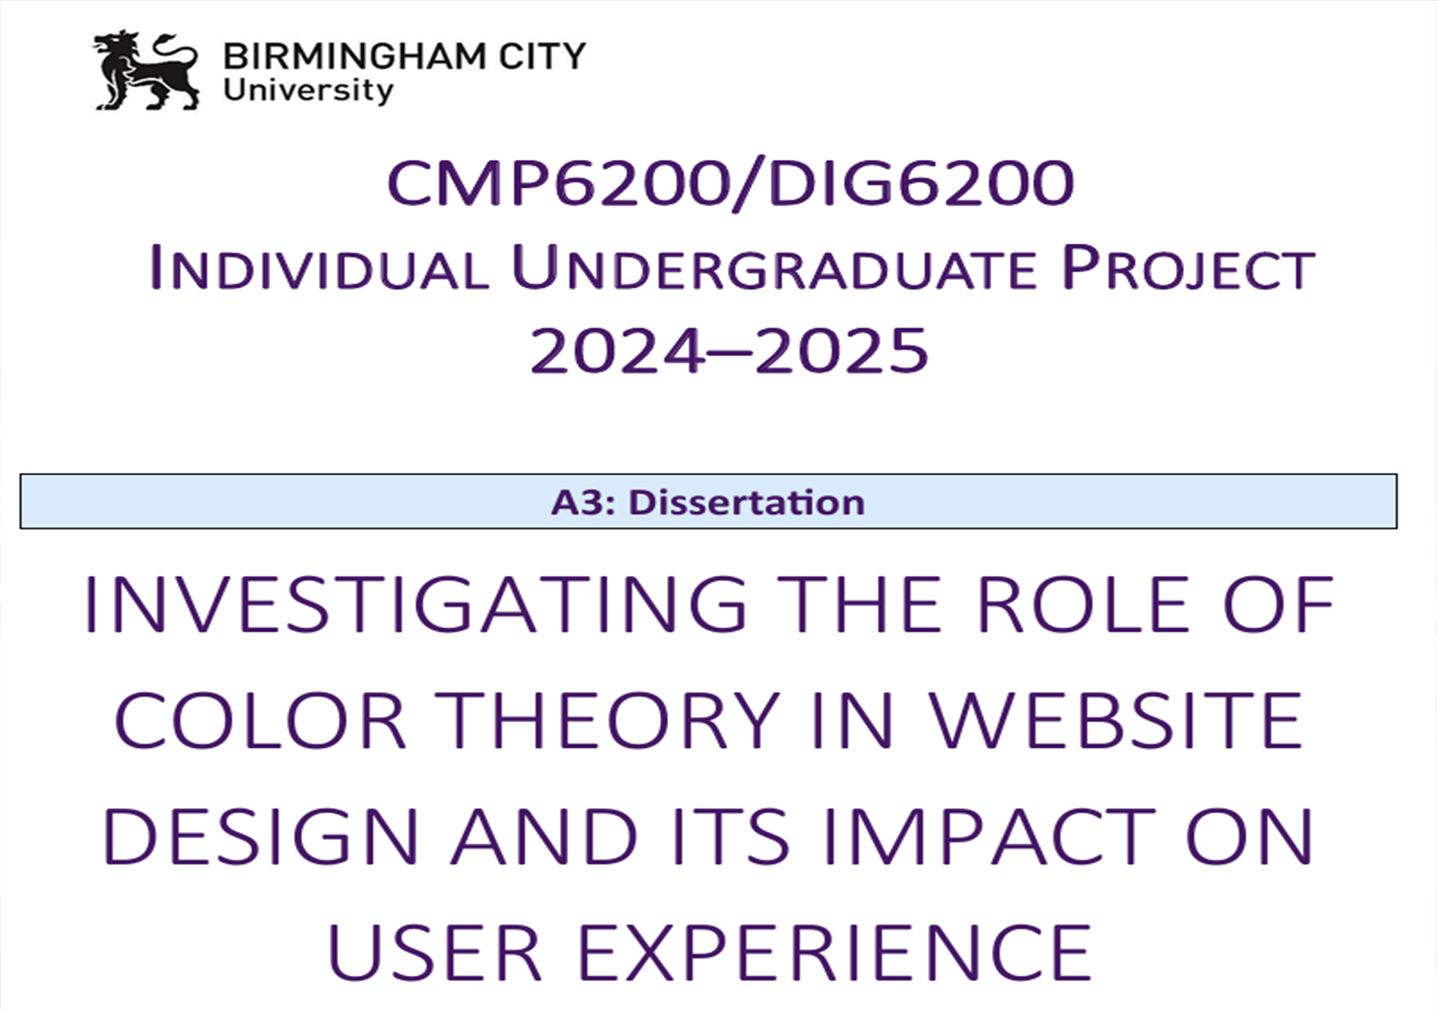 BIRMINGHAM CITY
University
CMP6200/DIG6200
INDIVIDUAL UNDERGRADUATE PROJECT
2024–2025
A3: Dissertation
INVESTIGATING THE ROLE OF
COLOR THEORY IN WEBSITE
DESIGN AND ITS IMPACT ON
USER EXPERIENCE